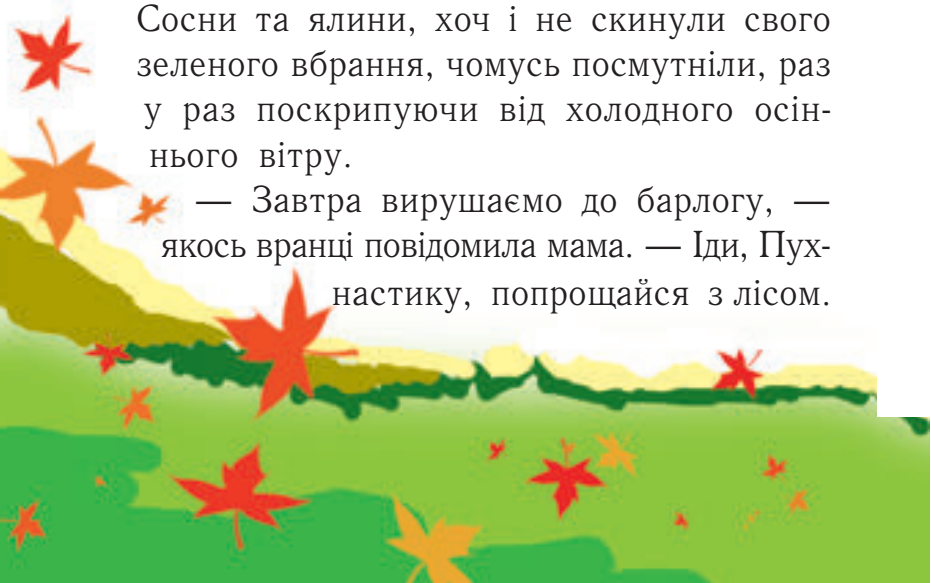 Сосни та ялини, хоч і не скинули свого
зеленого вбрання, чомусь посмутніли, раз
у раз поскрипуючи від холодного осін-
нього вітру.
— Завтра вирушаємо до барлогу, —
якось вранці повідомила мама. — Іди, Пух-
настику, попрощайся з лісом.